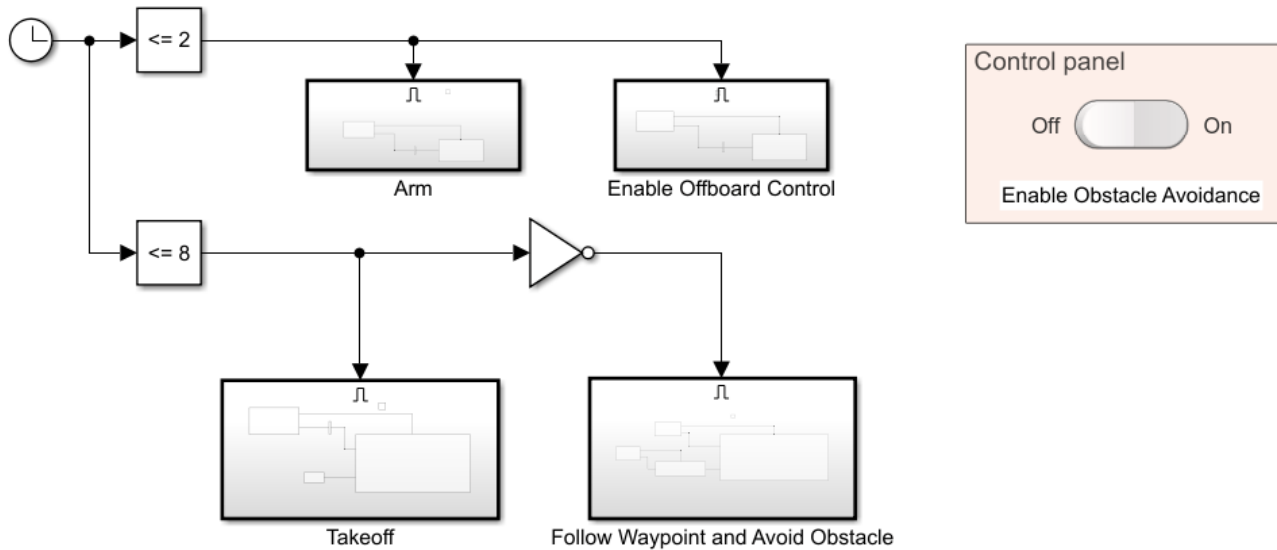 <= 2
Control panel
Off
On
Arm
Enable Offboard Control
Enable Obstacle Avoidance
<= 8
Takeoff
Follow Waypoint and Avoid Obstacle